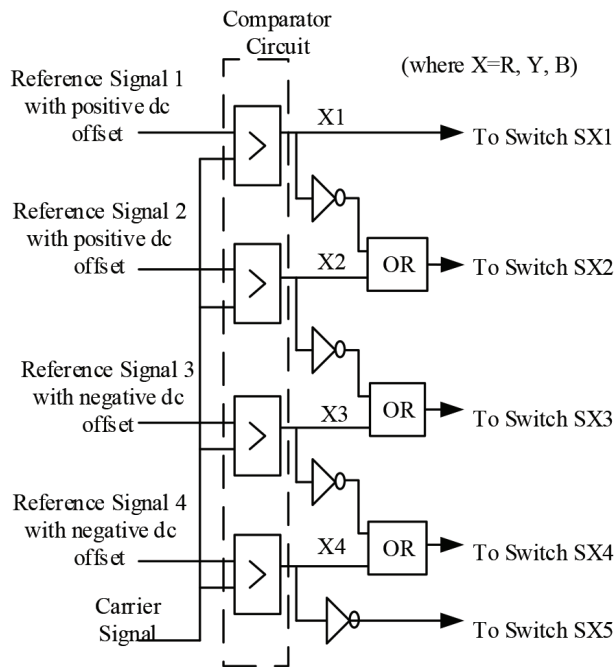 Comparator
Circuit
(where X=R, Y, B)
Reference Signal 1
with positive dc
offset
>
X1
To Switch SX1
Reference Signal 2
with positive dc
offset
>
X2
OR
To Switch SX2
Reference Signal 3
with negative dc
offset
>
X3
OR
To Switch SX3
Reference Signal 4
with negative dc
offset
>
X4
OR
To Switch SX4
Carrier
Signal
To Switch SX5